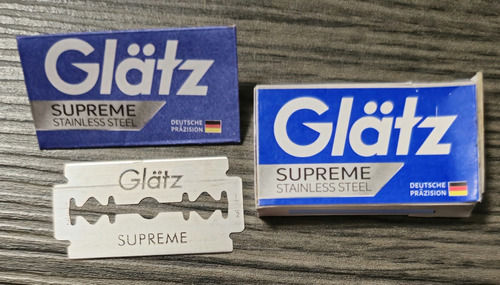 Glätz
SUPREME
STAINLESS STEEL
DEUTSCHE
PRÄZISION
Glätz
SUPREME
STAINLESS STEEL
DEUTSCHE
PRÄZISION
Glätz
SUPREME